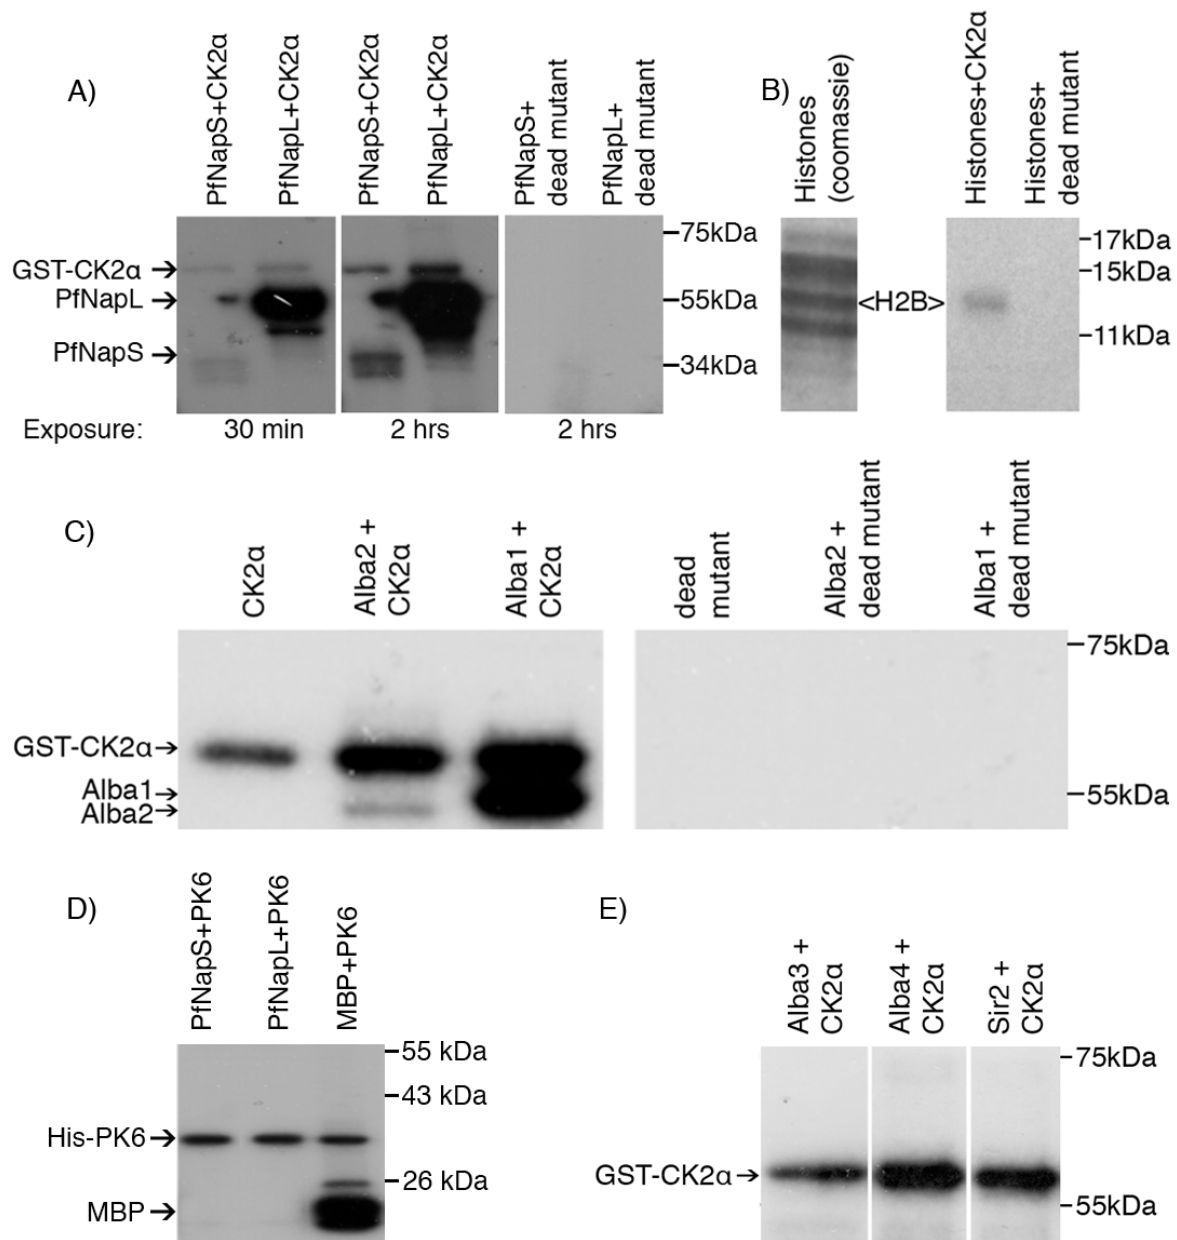 A)
PfNapS+CK2α
PfNapL+CK2α
PfNapS+CK2α
PfNapL+CK2α
PfNapS+
dead mutant
PfNapL+
dead mutant
GST-CK2α
PfNapL
PfNapS
75kDa
55kDa
34kDa
Exposure:
30 min
2 hrs
2 hrs
B)
Histones
(coomassie)
Histones+CK2α
Histones+
dead mutant
<H2B>
17kDa
15kDa
11kDa
C)
CK2α
Alba2 +
CK2α
Alba1 +
CK2α
dead
mutant
Alba2 +
dead mutant
Alba1 +
dead mutant
GST-CK2α
Alba1
Alba2
75kDa
55kDa
D)
PfNapS+PK6
PfNapL+PK6
MBP+PK6
His-PK6
MBP
55 kDa
43 kDa
26 kDa
E)
Alba3 +
CK2α
Alba4 +
CK2α
Sir2 +
CK2α
GST-CK2α
75kDa
55kDa